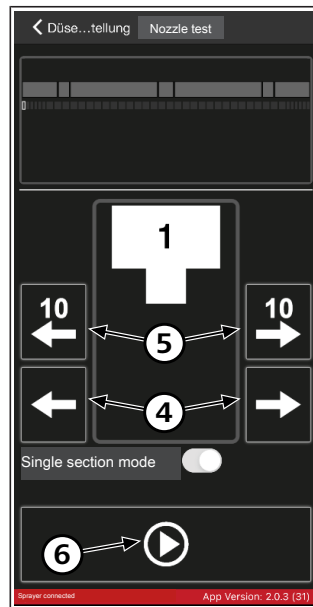 Düse…tellung Nozzle test
1
10 10
5
4
Single section mode
6
Sprayer connected App Version: 2.0.3 (31)